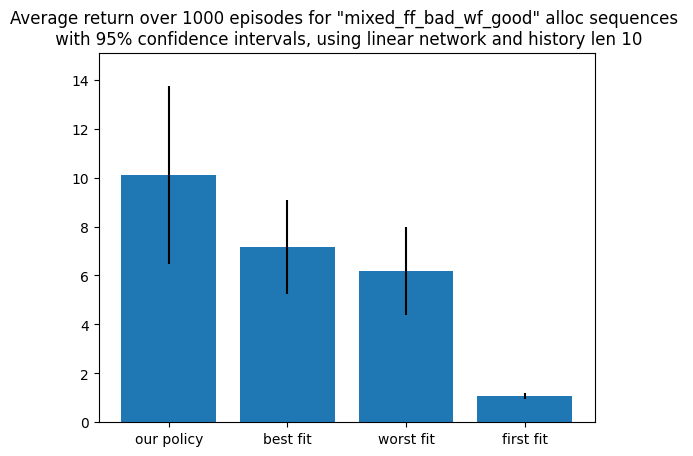 Average return over 1000 episodes for "mixed_ff_bad_wf_good" alloc sequences
with 95% confidence intervals, using linear network and history len 10
14
12
10
8
6
4
2
0
our policy best fit worst fit first fit